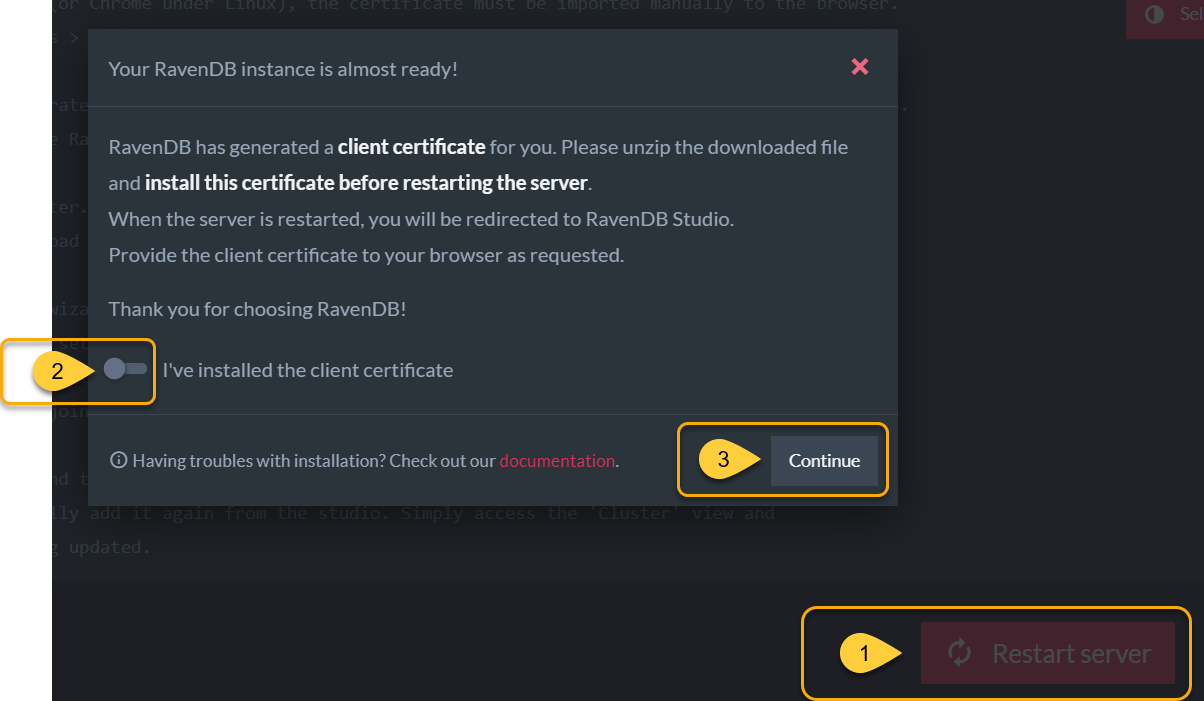 or Chrome under Linux), the certificate must be imported manually to the browser.
Sel
s >
Your RavenDB instance is almost ready!
RavenDB has generated a client certificate for you. Please unzip the downloaded file
and install this certificate before restarting the server.
When the server is restarted, you will be redirected to RavenDB Studio.
Provide the client certificate to your browser as requested.
Thank you for choosing RavenDB!
2
I've installed the client certificate
Having troubles with installation? Check out our documentation.
3
Continue
lly add it again from the studio. Simply access the 'Cluster' view and
g updated.
1
Restart server